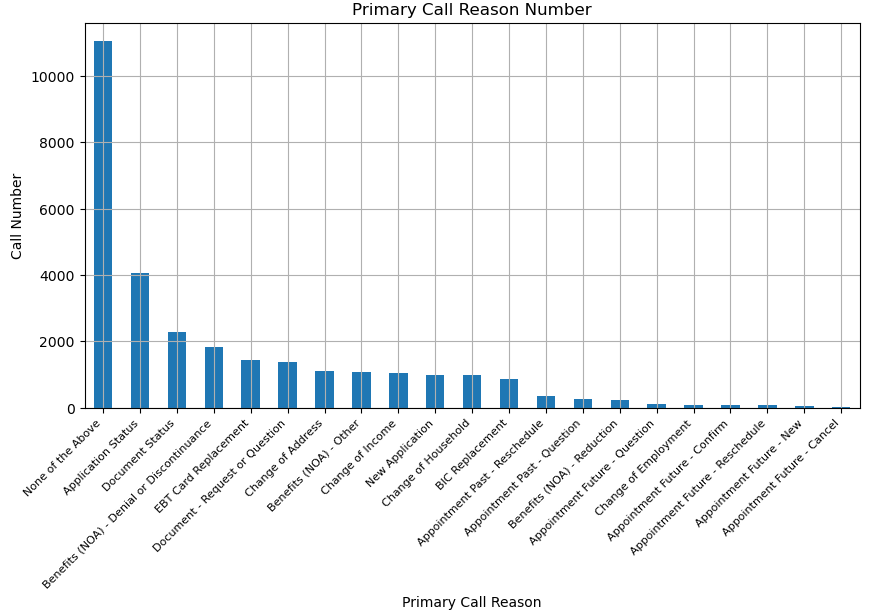 Primary Call Reason Number
Call Number
10000
8000
6000
4000
2000
0
None of the Above
Application Status
Document Status
Benefits (NOA) - Denial or Discontinuance
EBT Card Replacement
Document - Request or Question
Change of Address
Benefits (NOA) - Other
Change of Income
New Application
Change of Household
BIC Replacement
Appointment Past - Reschedule
Appointment Past - Question
Benefits (NOA) - Reduction
Appointment Future - Question
Change of Employment
Appointment Future - Confirm
Appointment Future - Reschedule
Appointment Future - New
Appointment Future - Cancel
Primary Call Reason